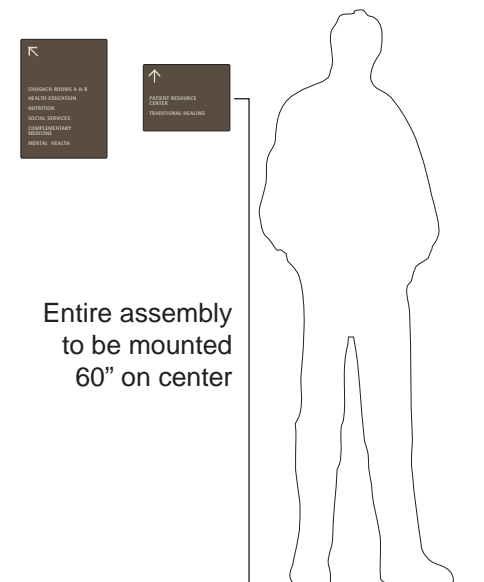 CHUGACH ROOMS A & B
HEALTH EDUCATION
NUTRITION
SOCIAL SERVICES
COMPLEMENTARY
MEDICINE
MENTAL HEALTH
PATIENT RESOURCE
CENTER
TRADITIONAL HEALING
Entire assembly
to be mounted
60” on center